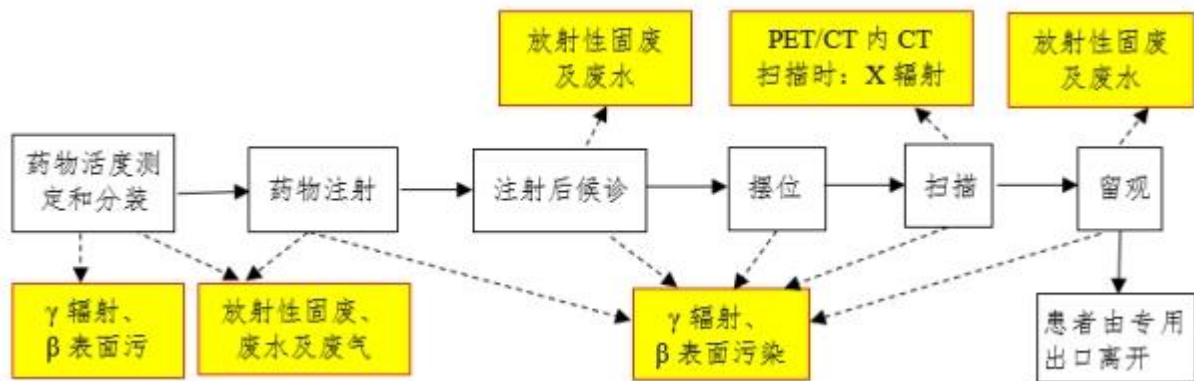 放射性固废
及废水
PET/CT 内 CT
扫描时：X 辐射
放射性固废
及废水
药物活度测
定和分装
药物注射
注射后候诊
摆位
扫描
留观
γ 辐射、
β 表面污
放射性固废、
废水及废气
γ 辐射、
β 表面污染
患者由专用
出口离开